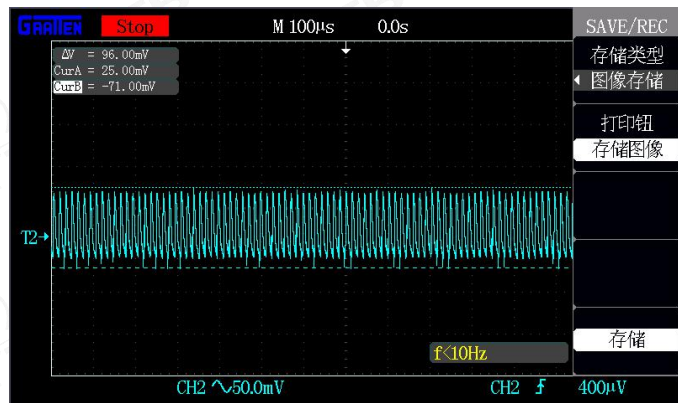 GRATTEN Stop M 100μs 0.0s SAVE/REC
ΔV = 96.00mV
CurA = 25.00mV
CurB = -71.00mV
存储类型
图像存储
打印钮
存储图像
T2
f<10Hz
存储
CH2 50.0mV CH2 400μV